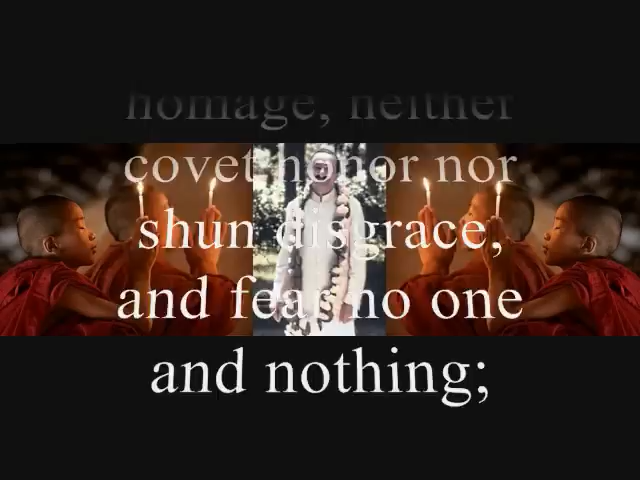 homage, neither
covet honor nor
shun disgrace,
and fear no one
and nothing;